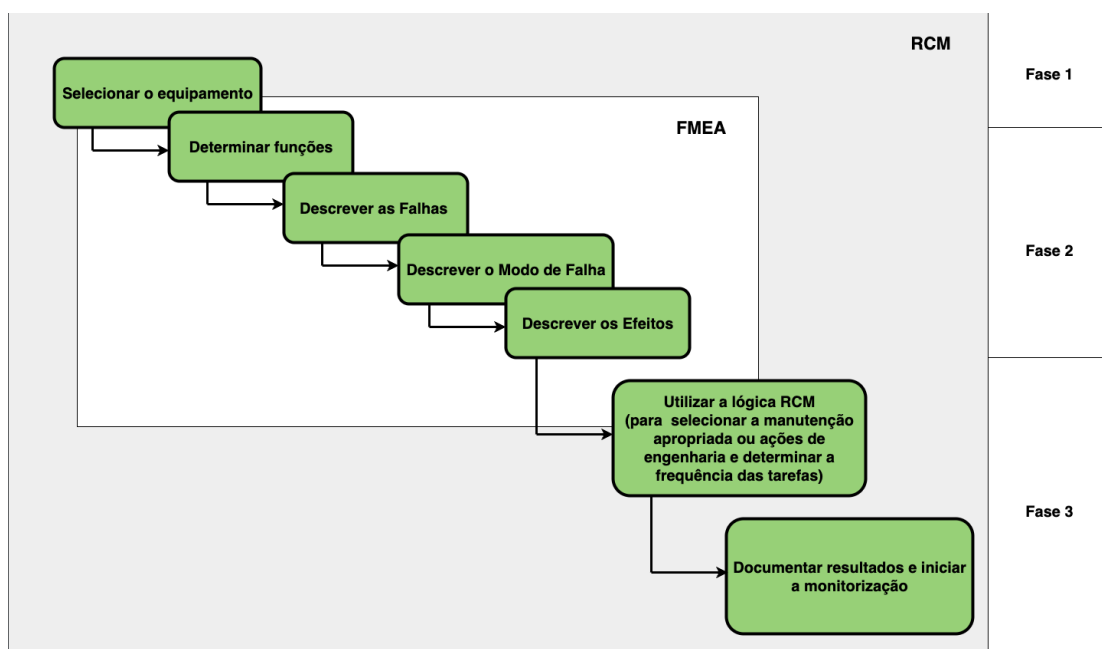 RCM
Fase 1
Selecionar o equipamento
FMEA
Determinar funções
Descrever as Falhas
Fase 2
Descrever o Modo de Falha
Descrever os Efeitos
Utilizar a lógica RCM
(para selecionar a manutenção
apropriada ou ações de
engenharia e determinar a
frequência das tarefas)
Fase 3
Documentar resultados e iniciar
a monitorização